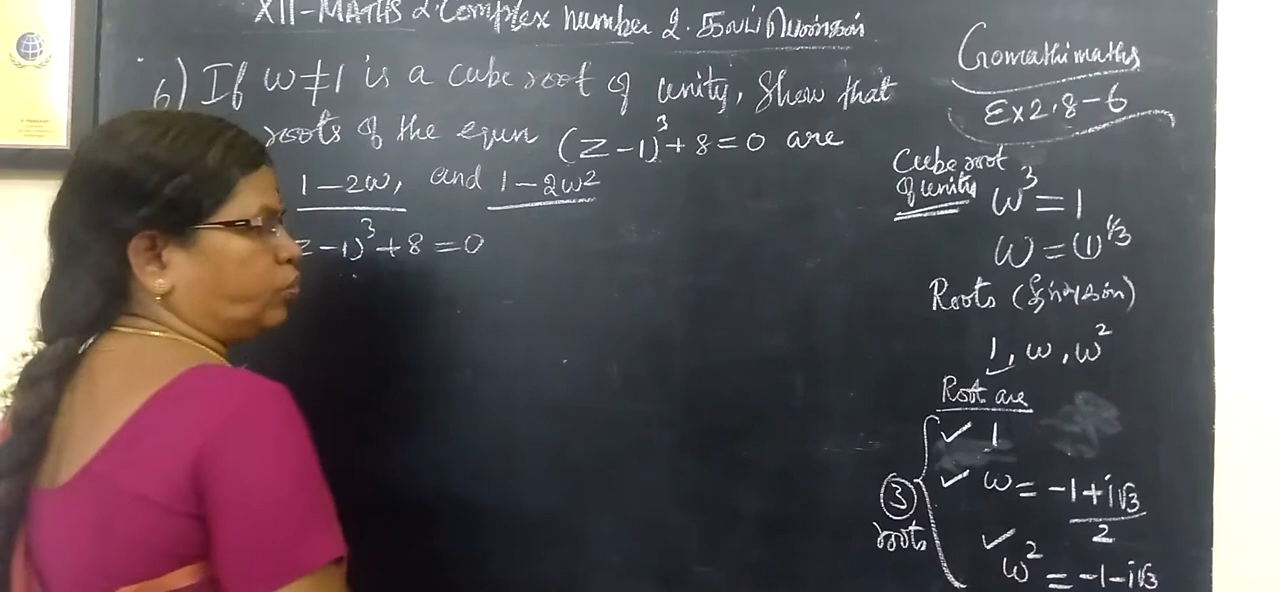 XII-MATHS 2.Complex number 2.
6) If ω≠1 is a cube root of unity, Show that
roots of the equn (z-1)³+8=0 are
1-2ω, and 1-2ω²
z-1)³+8=0
Gomathi maths
Ex 2.8-6
Cube root
of unity
ω³=1
ω=(1)^1/3
Roots
1, ω, ω²
Root are
✓ 1
✓ ω = -1+i√3
2
✓ ω² = -1-i√3
③
roots